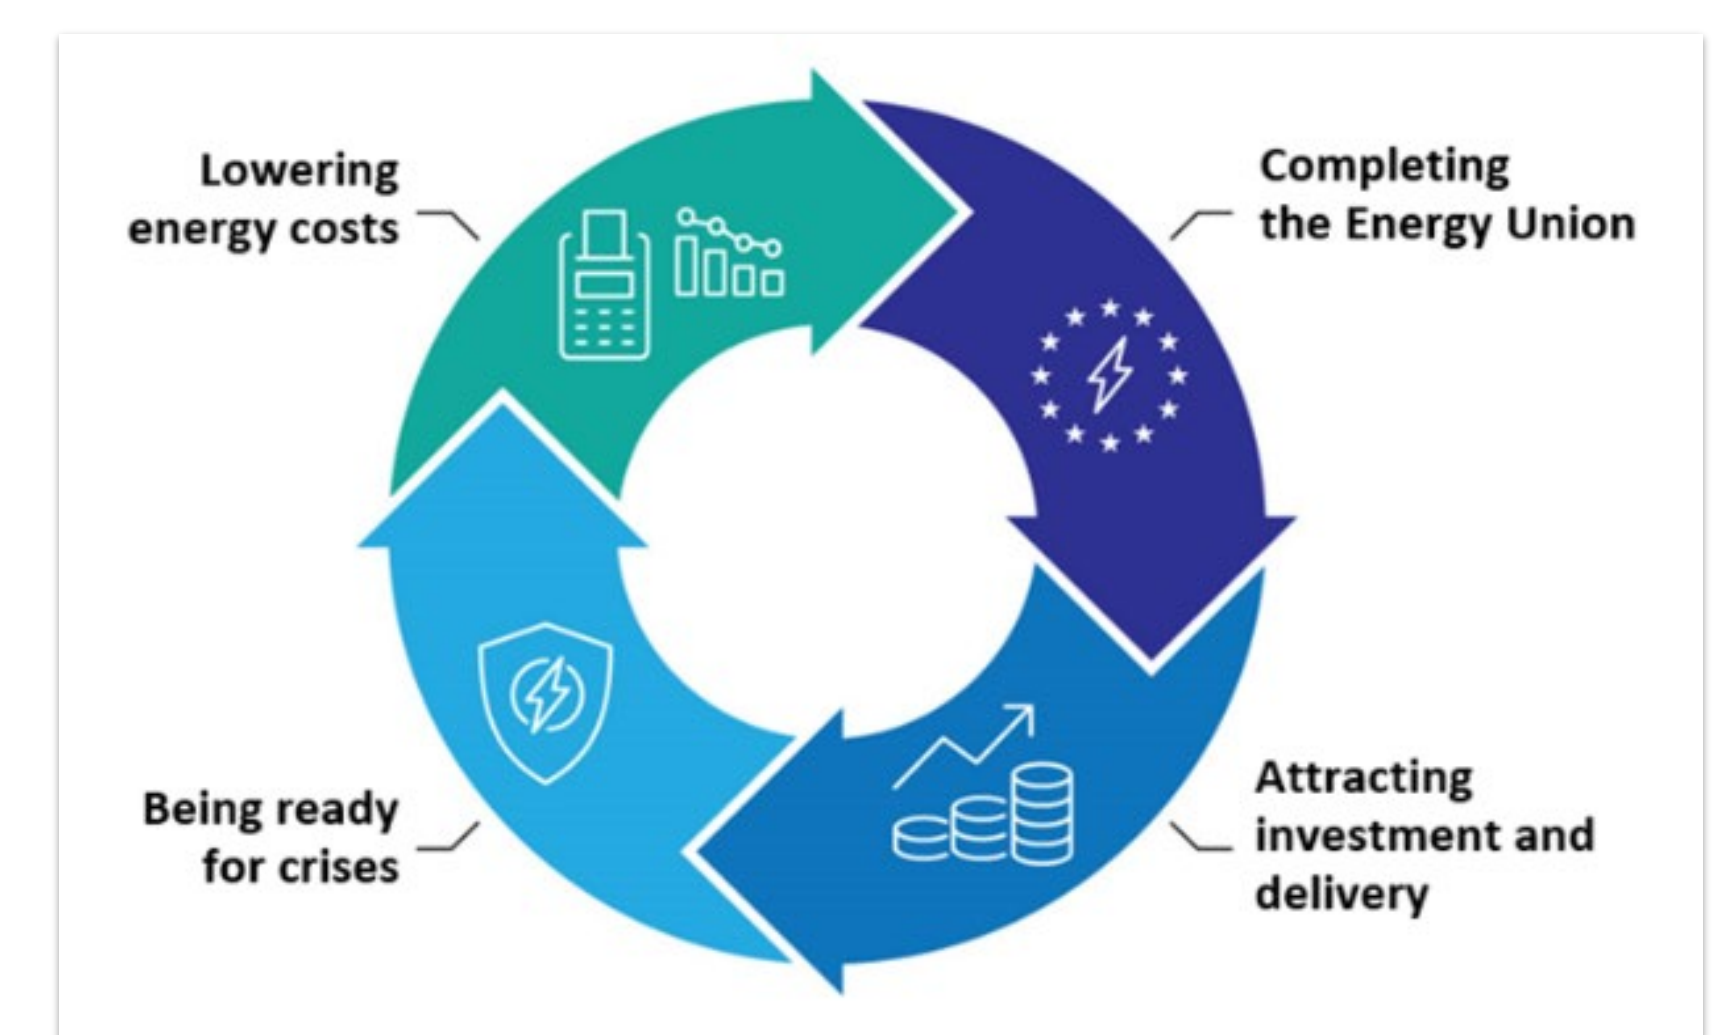 Lowering
energy costs
Completing
the Energy Union
Attracting
investment and
delivery
Being ready
for crises